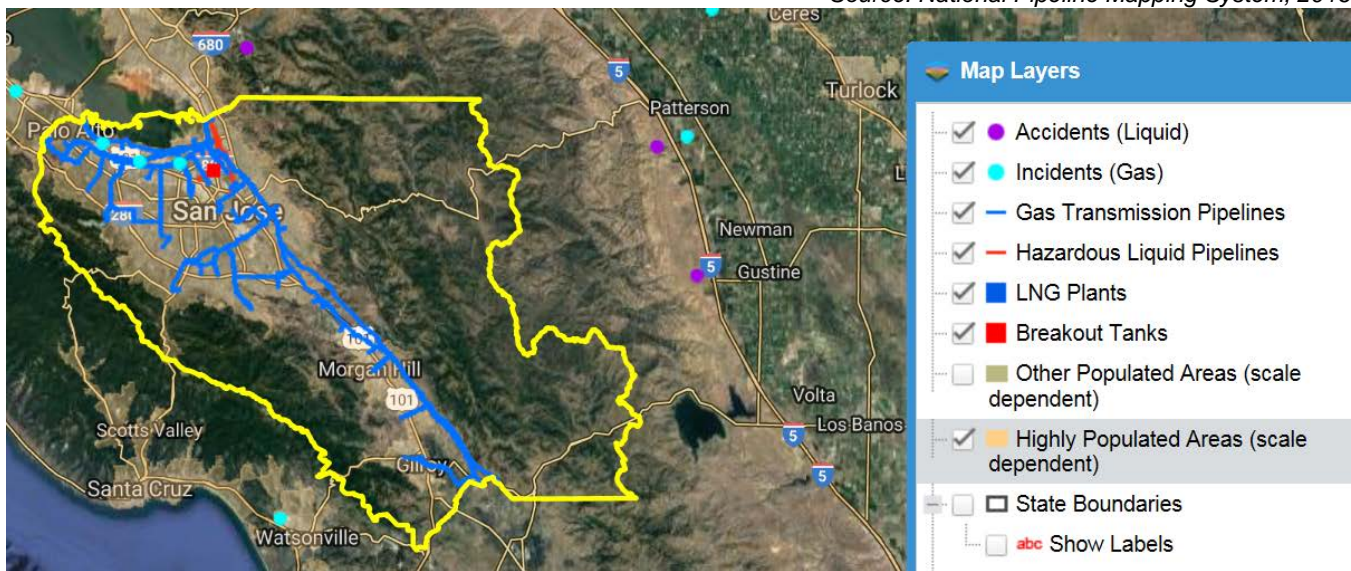 Source: National Pipeline Mapping System,
Ceres
680
5
Map Layers
Turlock
Patterson
Palo Alto
Accidents (Liquid)
Incidents (Gas)
280
San Jose
Gas Transmission Pipelines
Newman
Hazardous Liquid Pipelines
5
Gustine
LNG Plants
Breakout Tanks
101
Morgan Hill
Other Populated Areas (scale
dependent)
101
Volta
5
Los Banos
Scotts Valley
Highly Populated Areas (scale
dependent)
Gilroy
5
Santa Cruz
State Boundaries
Watsonville
abc Show Labels